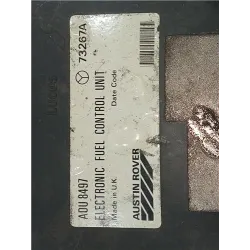 ADU 8497
73267A
ELECTRONIC FUEL CONTROL UNIT
Made in U.K.
Date Code
AUSTIN ROVER